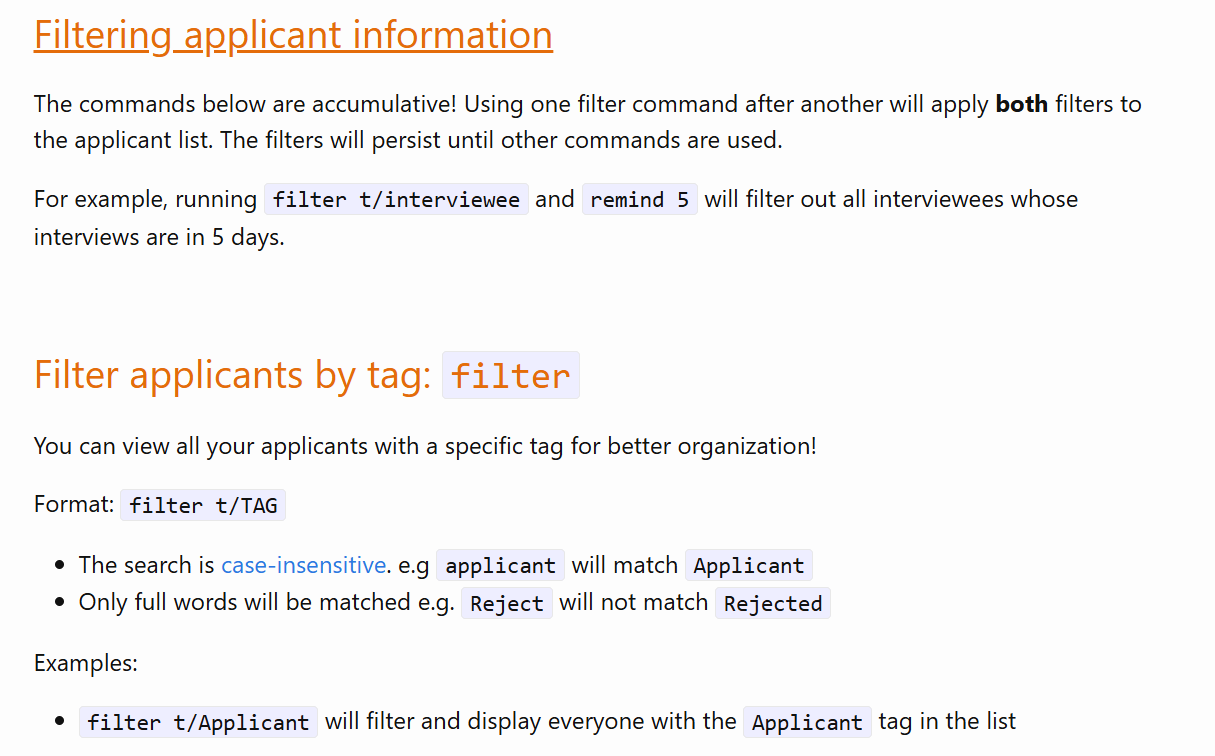 Filtering applicant information
The commands below are accumulative! Using one filter command after another will apply both filters to
the applicant list. The filters will persist until other commands are used.
For example, running filter t/interviewee and remind 5 will filter out all interviewees whose
interviews are in 5 days.
Filter applicants by tag: filter
You can view all your applicants with a specific tag for better organization!
Format: filter t/TAG
• The search is case-insensitive. e.g applicant will match Applicant
• Only full words will be matched e.g. Reject will not match Rejected
Examples:
• filter t/Applicant will filter and display everyone with the Applicant tag in the list